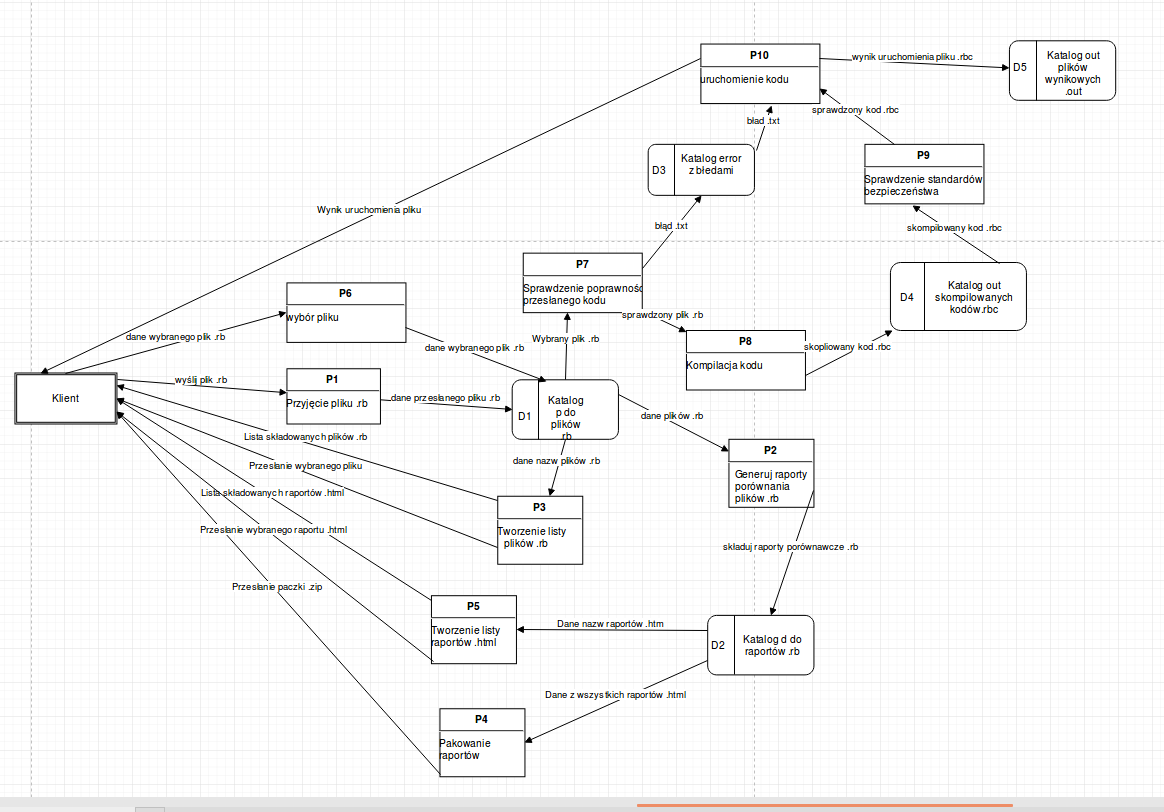 P10
uruchomienie kodu
wynik uruchomienia pliku .rbc
D5
Katalog out
plików
wynikowych
.out
sprawdzony kod .rbc
bład .txt
D3
Katalog error
z błedami
P9
Sprawdzenie standardów
bezpieczeństwa
Wynik uruchomienia pliku
błąd .txt
skompilowany kod .rbc
P7
Sprawdzenie poprawnośc
przesłanego kodu
D4
Katalog out
skompilowanych
kodów.rbc
P6
wybór pliku
sprawdzony plik .rb
dane wybranego plik .rb
Wybrany plik .rb
P8
Kompilacja kodu
dane wybranego plik .rb
skopliowany kod .rbc
Klient
wyślij plik .rb
P1
Przyjęcie pliku .rb
dane przesłanego pliku .rb
D1
Katalog
p do
plików
rb
dane plików .rb
Lista składowanych plików .rb
dane nazw plików .rb
P2
Generuj raporty
porównania
plików .rb
Przesłanie wybranego pliku
Lista składowanych raportów .html
P3
Tworzenie listy
plików .rb
Przesłanie wybranego raportu .html
składuj raporty porównawcze .rb
Przesłanie paczki .zip
P5
Tworzenie listy
raportów .html
Dane nazw raportów .htm
D2
Katalog d do
raportów .rb
Dane z wszystkich raportów .html
P4
Pakowanie
raportów